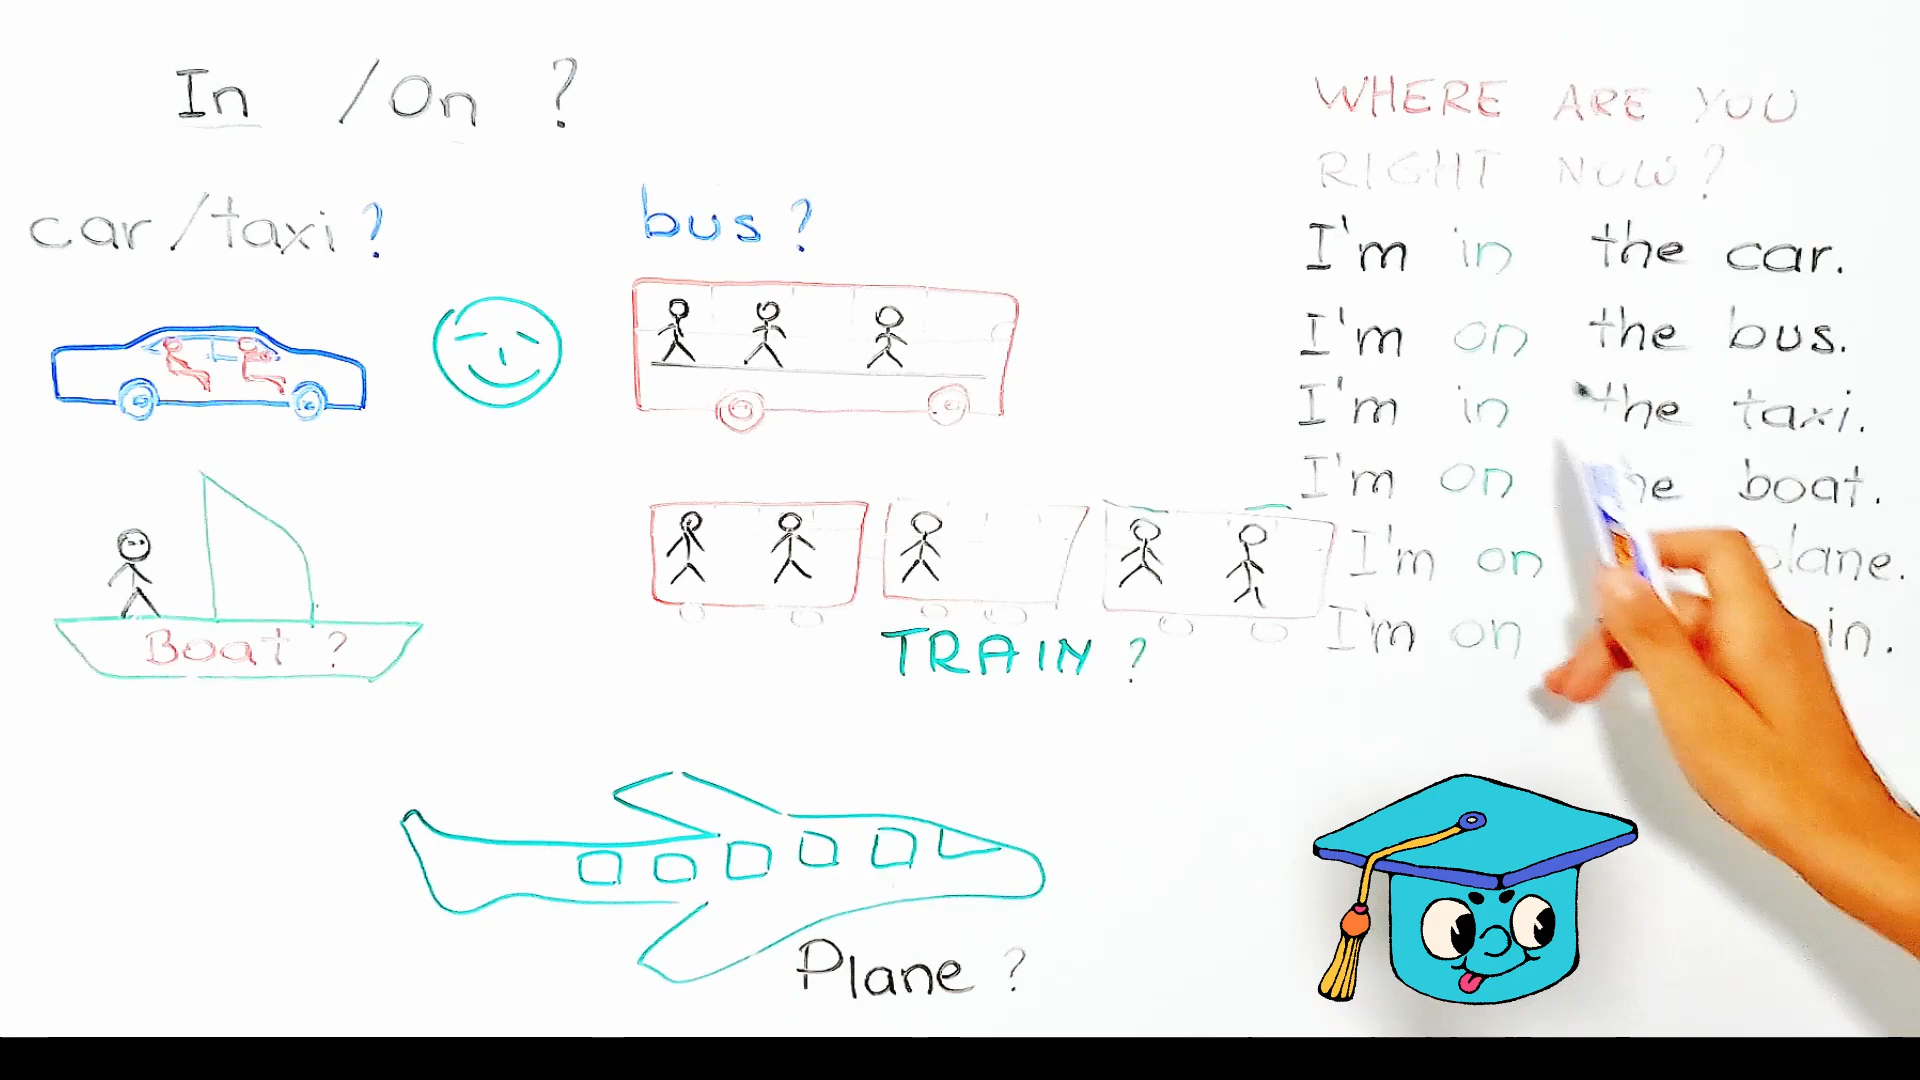 In /On ?
car/taxi?
bus?
Boat ?
TRAIN ?
Plane ?
WHERE ARE YOU
RIGHT NOW?
I'm in the car.
I'm on the bus.
I'm in the taxi.
I'm on boat.
I'm on
I'm on